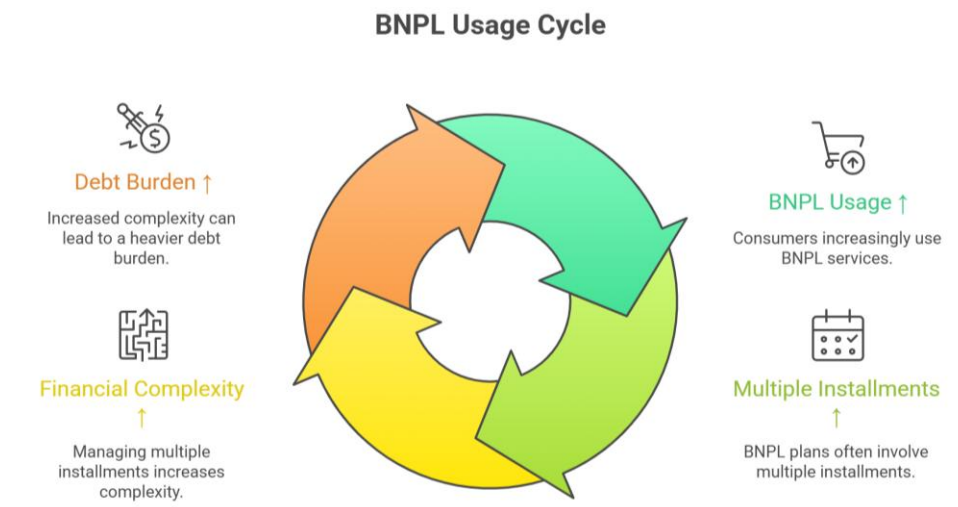 BNPL Usage Cycle
$
Debt Burden ↑
Increased complexity can
lead to a heavier debt
burden.
BNPL Usage ↑
Consumers increasingly use
BNPL services.
Financial Complexity
↑
Managing multiple
installments increases
complexity.
Multiple Installments
↑
BNPL plans often involve
multiple installments.